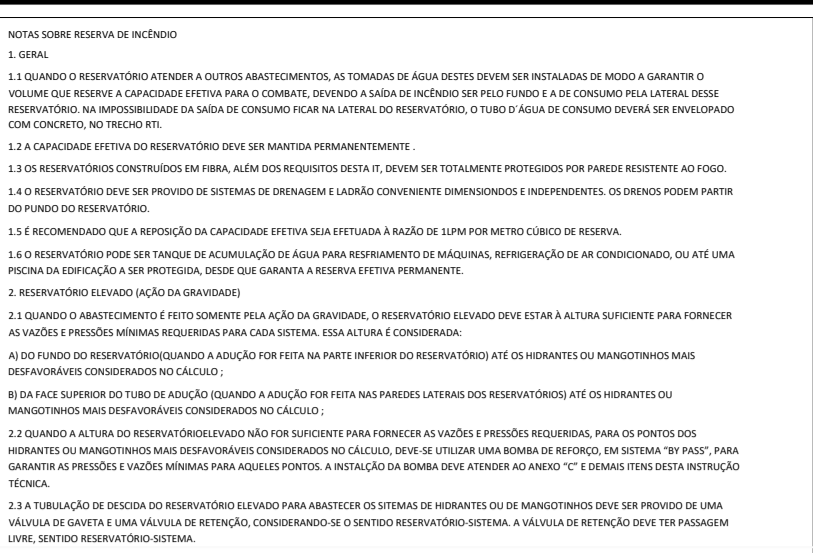 NOTAS SOBRE RESERVA DE INCÊNDIO
1. GERAL
1.1 QUANDO O RESERVATÓRIO ATENDER A OUTROS ABASTECIMENTOS, AS TOMADAS DE ÁGUA DESTES DEVEM SER INSTALADAS DE MODO A GARANTIR O
VOLUME QUE RESERVE A CAPACIDADE EFETIVA PARA O COMBATE, DEVENDO A SAÍDA DE INCÊNDIO SER PELO FUNDO E A DE CONSUMO PELA LATERAL DESSE
RESERVATÓRIO. NA IMPOSSIBILIDADE DA SAÍDA DE CONSUMO FICAR NA LATERAL DO RESERVATÓRIO, O TUBO D´ÁGUA DE CONSUMO DEVERÁ SER ENVELOPADO
COM CONCRETO, NO TRECHO RTI.
1.2 A CAPACIDADE EFETIVA DO RESERVATÓRIO DEVE SER MANTIDA PERMANENTEMENTE .
1.3 OS RESERVATÓRIOS CONSTRUÍDOS EM FIBRA, ALÉM DOS REQUISITOS DESTA IT, DEVEM SER TOTALMENTE PROTEGIDOS POR PAREDE RESISTENTE AO FOGO.
1.4 O RESERVATÓRIO DEVE SER PROVIDO DE SISTEMAS DE DRENAGEM E LADRÃO CONVENIENTE DIMENSIONDOS E INDEPENDENTES. OS DRENOS PODEM PARTIR
DO PUNDO DO RESERVATÓRIO.
1.5 É RECOMENDADO QUE A REPOSIÇÃO DA CAPACIDADE EFETIVA SEJA EFETUADA À RAZÃO DE 1LPM POR METRO CÚBICO DE RESERVA.
1.6 O RESERVATÓRIO PODE SER TANQUE DE ACUMULAÇÃO DE ÁGUA PARA RESFRIAMENTO DE MÁQUINAS, REFRIGERAÇÃO DE AR CONDICIONADO, OU ATÉ UMA
PISCINA DA EDIFICAÇÃO A SER PROTEGIDA, DESDE QUE GARANTA A RESERVA EFETIVA PERMANENTE.
2. RESERVATÓRIO ELEVADO (AÇÃO DA GRAVIDADE)
2.1 QUANDO O ABASTECIMENTO É FEITO SOMENTE PELA AÇÃO DA GRAVIDADE, O RESERVATÓRIO ELEVADO DEVE ESTAR À ALTURA SUFICIENTE PARA FORNECER
AS VAZÕES E PRESSÕES MÍNIMAS REQUERIDAS PARA CADA SISTEMA. ESSA ALTURA É CONSIDERADA:
A) DO FUNDO DO RESERVATÓRIO(QUANDO A ADUÇÃO FOR FEITA NA PARTE INFERIOR DO RESERVATÓRIO) ATÉ OS HIDRANTES OU MANGOTINHOS MAIS
DESFAVORÁVEIS CONSIDERADOS NO CÁLCULO ;
B) DA FACE SUPERIOR DO TUBO DE ADUÇÃO (QUANDO A ADUÇÃO FOR FEITA NAS PAREDES LATERAIS DOS RESERVATÓRIOS) ATÉ OS HIDRANTES OU
MANGOTINHOS MAIS DESFAVORÁVEIS CONSIDERADOS NO CÁLCULO ;
2.2 QUANDO A ALTURA DO RESERVATÓRIOELEVADO NÃO FOR SUFICIENTE PARA FORNECER AS VAZÕES E PRESSÕES REQUERIDAS, PARA OS PONTOS DOS
HIDRANTES OU MANGOTINHOS MAIS DESFAVORÁVEIS CONSIDERADOS NO CÁLCULO, DEVE-SE UTILIZAR UMA BOMBA DE REFORÇO, EM SISTEMA “BY PASS”, PARA
GARANTIR AS PRESSÕES E VAZÕES MÍNIMAS PARA AQUELES PONTOS. A INSTALÇÃO DA BOMBA DEVE ATENDER AO ANEXO “C” E DEMAIS ITENS DESTA INSTRUÇÃO
TÉCNICA.
2.3 A TUBULAÇÃO DE DESCIDA DO RESERVATÓRIO ELEVADO PARA ABASTECER OS SITEMAS DE HIDRANTES OU DE MANGOTINHOS DEVE SER PROVIDO DE UMA
VÁLVULA DE GAVETA E UMA VÁLVULA DE RETENÇÃO, CONSIDERANDO-SE O SENTIDO RESERVATÓRIO-SISTEMA. A VÁLVULA DE RETENÇÃO DEVE TER PASSAGEM
LIVRE, SENTIDO RESERVATÓRIO-SISTEMA.